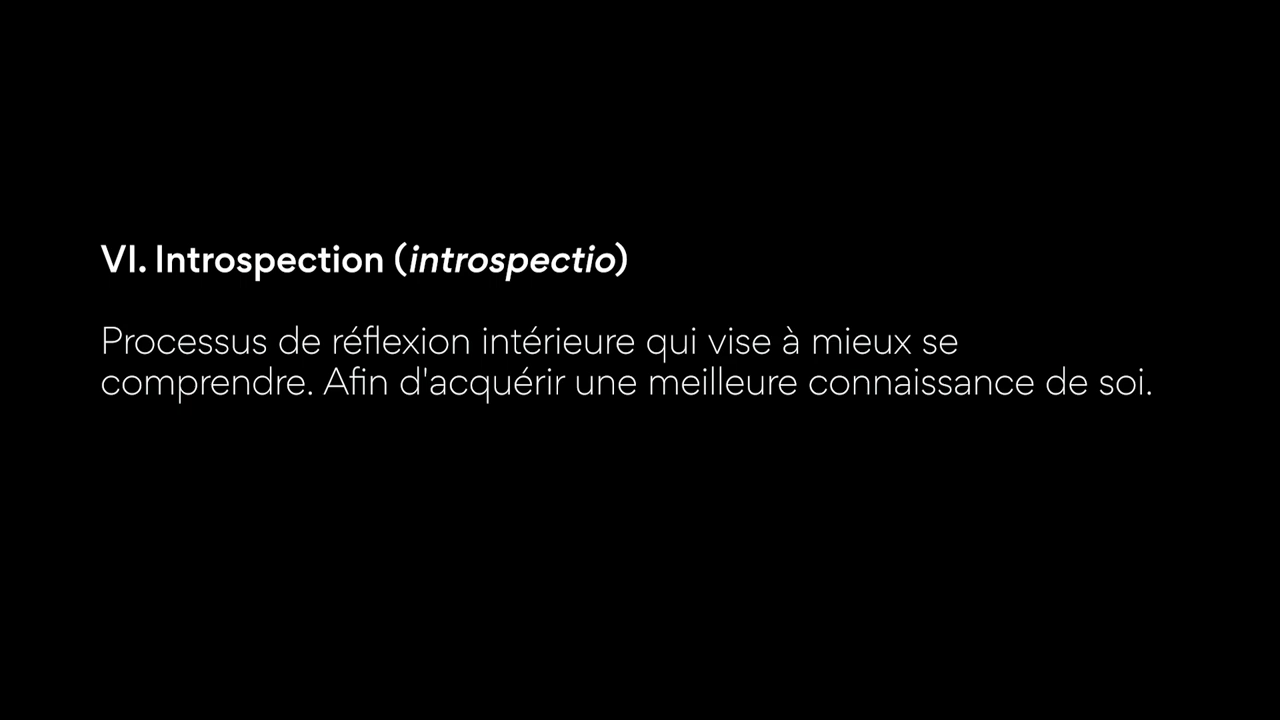 VI. Introspection (introspectio)
Processus de réflexion intérieure qui vise à mieux se
comprendre. Afin d'acquérir une meilleure connaissance de soi.